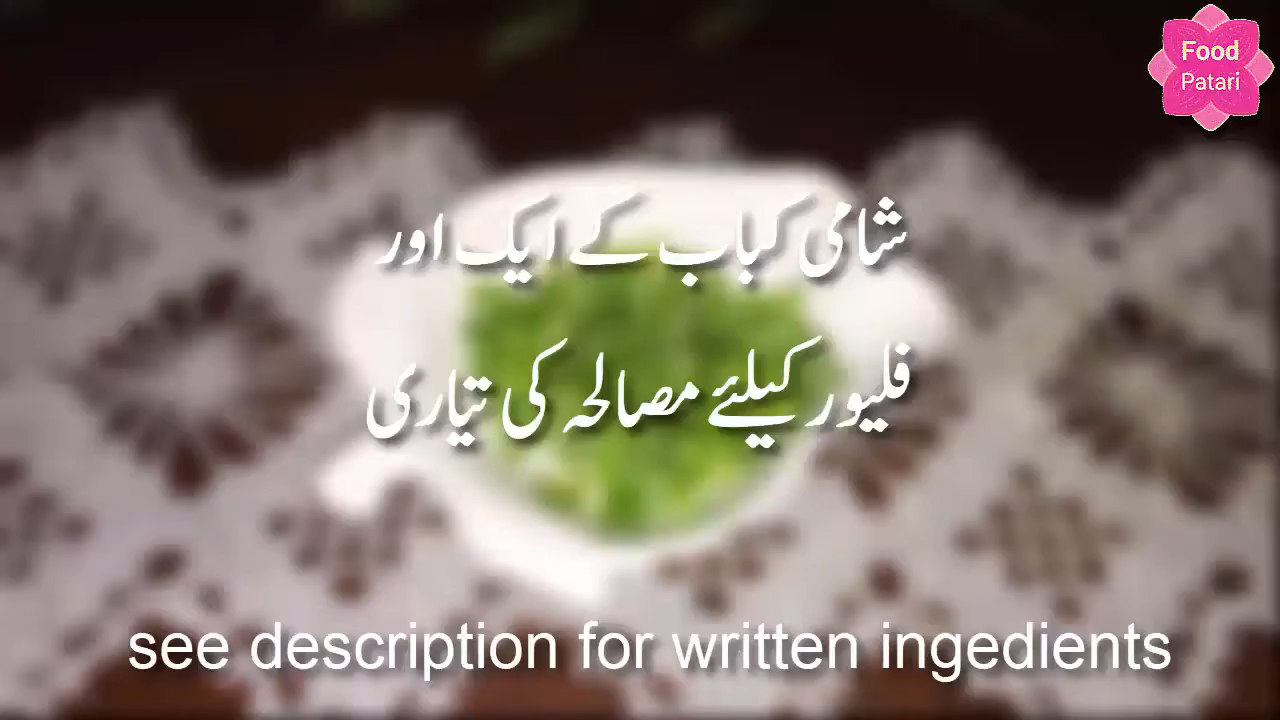 Food
Patari
شامی کباب کے ایک اور
فلیور کیلئے مصالحہ کی تیاری
see description for written ingedients